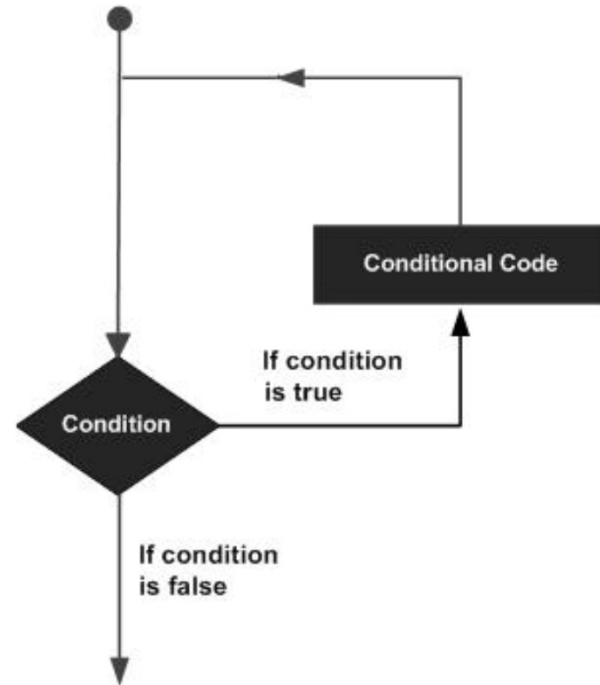 Conditional Code
If condition
is true
Condition
If condition
is false